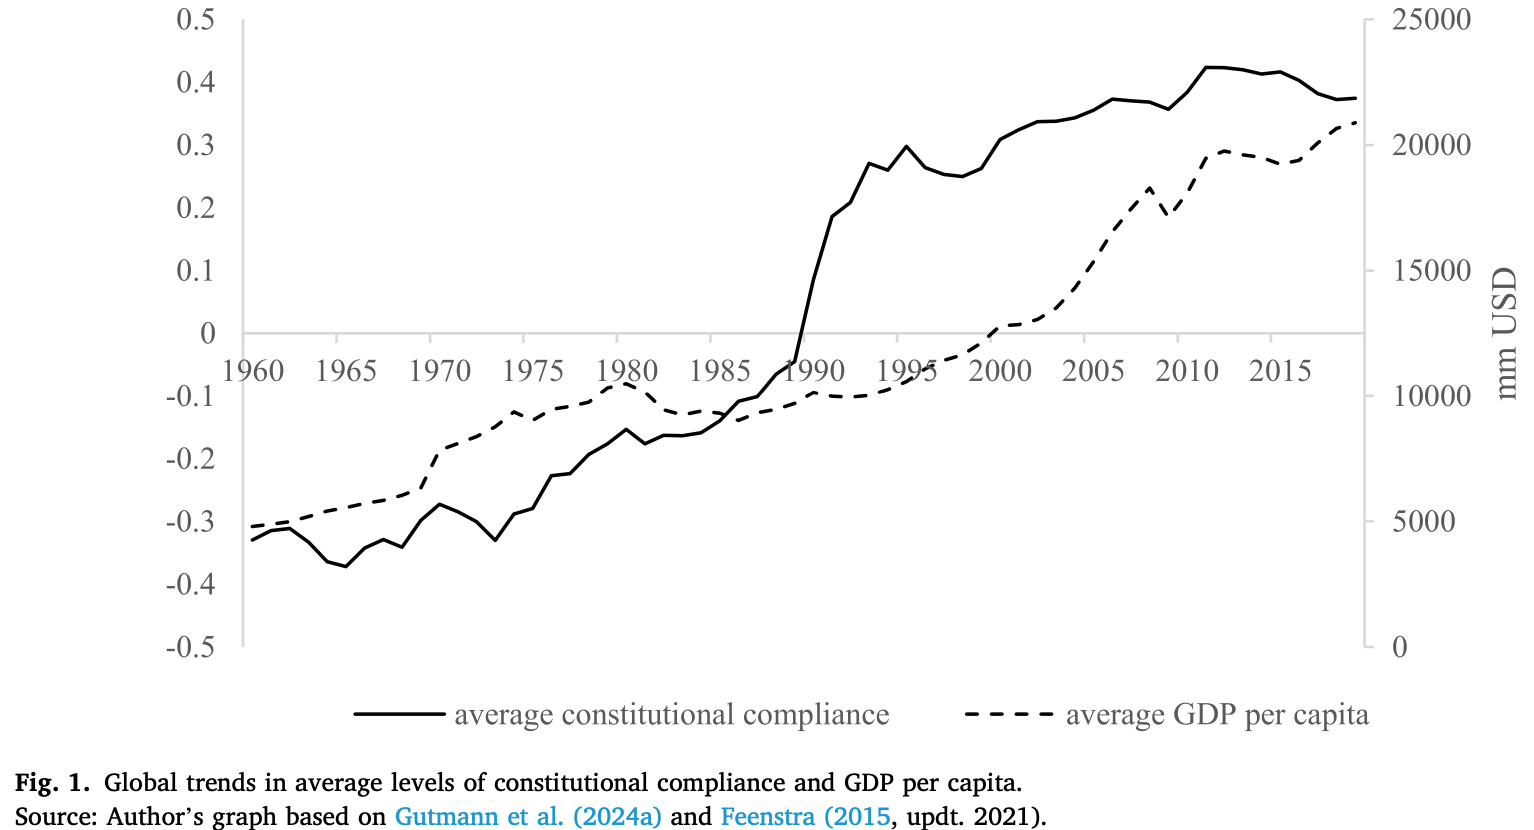 0.5
0.4
0.3
0.2
0.1
0
-0.1
-0.2
-0.3
-0.4
-0.5
1960 1965 1970 1975 1980 1985 1990 1995 2000 2005 2010 2015
25000
20000
15000
10000
5000
0
mm USD
average constitutional compliance
average GDP per capita
Fig. 1. Global trends in average levels of constitutional compliance and GDP per capita.
Source: Author’s graph based on Gutmann et al. (2024a) and Feenstra (2015, updt. 2021).